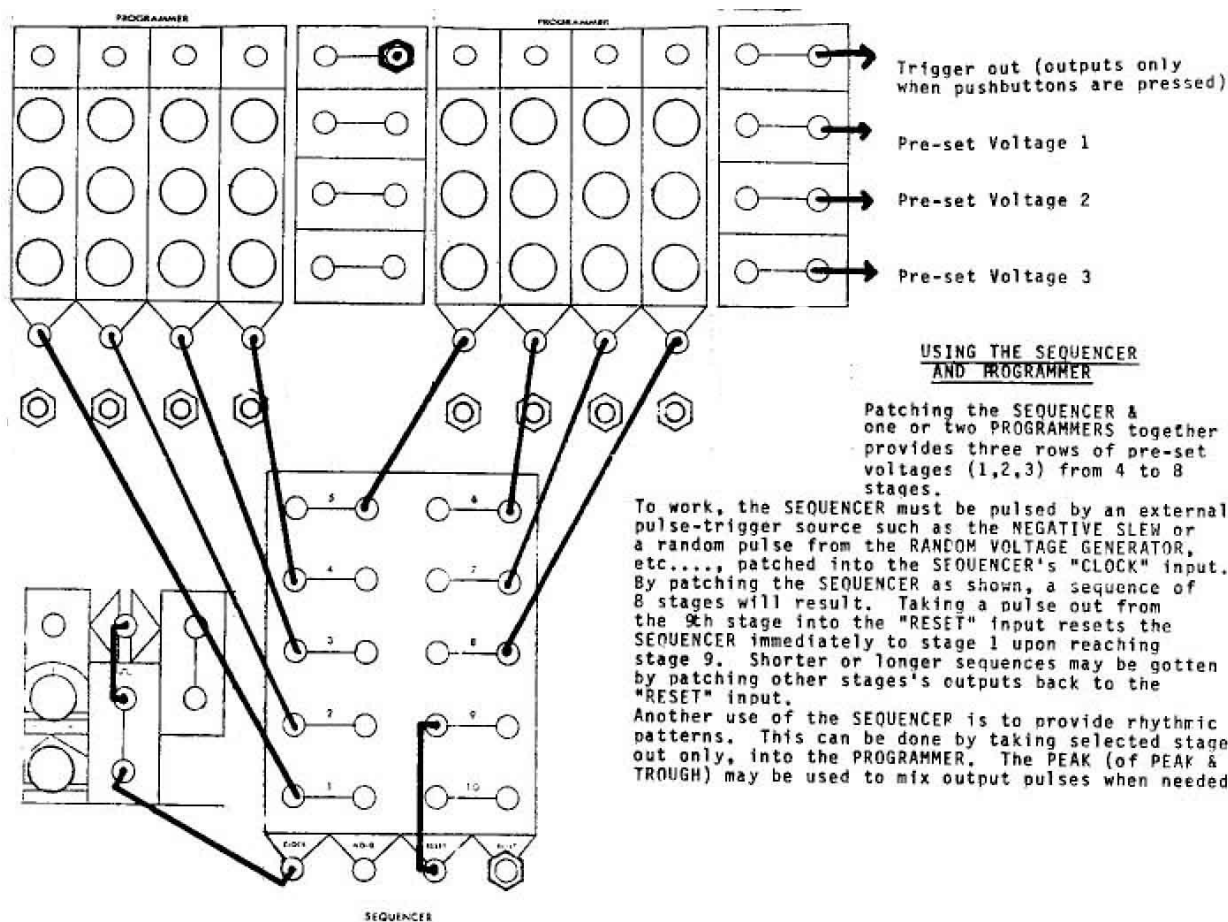 PROGRAMMER
PROGRAMMER
Trigger out (outputs only
when pushbuttons are pressed)
Pre-set Voltage 1
Pre-set Voltage 2
Pre-set Voltage 3
USING THE SEQUENCER
AND PROGRAMMER
Patching the SEQUENCER &
one or two PROGRAMMERS together
provides three rows of pre-set
voltages (1,2,3) from 4 to 8
stages.
To work, the SEQUENCER must be pulsed by an external
pulse-trigger source such as the NEGATIVE SLEW or
a random pulse from the RANDOM VOLTAGE GENERATOR,
etc...., patched into the SEQUENCER's "CLOCK" input.
By patching the SEQUENCER as shown, a sequence of
8 stages will result. Taking a pulse out from
the 9th stage into the "RESET" input resets the
SEQUENCER immediately to stage 1 upon reaching
stage 9. Shorter or longer sequences may be gotten
by patching other stages's outputs back to the
"RESET" input.
Another use of the SEQUENCER is to provide rhythmic
patterns. This can be done by taking selected stage
out only, into the PROGRAMMER. The PEAK (of PEAK &
TROUGH) may be used to mix output pulses when needed
5 6
4 7
3 8
2 9
1 10
CLOCK RESET
SEQUENCER